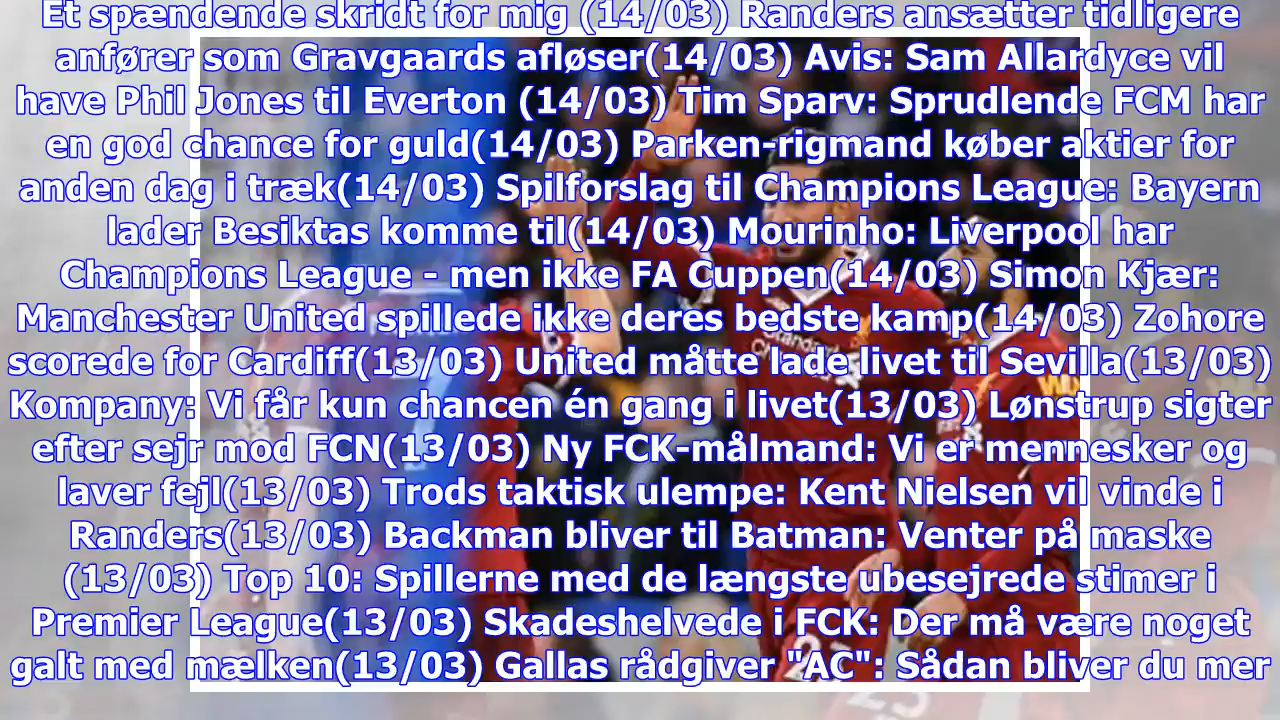 Et spændende skridt for mig (14/03) Randers ansætter tidligere
anfører som Gravgaards afløser(14/03) Avis: Sam Allardyce vil
have Phil Jones til Everton (14/03) Tim Sparv: Sprudlende FCM har
en god chance for guld(14/03) Parken-rigmand køber aktier for
anden dag i træk(14/03) Spilforslag til Champions League: Bayern
lader Besiktas komme til(14/03) Mourinho: Liverpool har
Champions League - men ikke FA Cuppen(14/03) Simon Kjær:
Manchester United spillede ikke deres bedste kamp(14/03) Zohore
scorede for Cardiff(13/03) United måtte lade livet til Sevilla(13/03)
Kompany: Vi får kun chancen én gang i livet(13/03) Lønstrup sigter
efter sejr mod FCN(13/03) Ny FCK-målmand: Vi er mennesker og
laver fejl(13/03) Trods taktisk ulempe: Kent Nielsen vil vinde i
Randers(13/03) Backman bliver til Batman: Venter på maske
(13/03) Top 10: Spillerne med de længste ubesejrede stimer i
Premier League(13/03) Skadeshelvede i FCK: Der må være noget
galt med mælken(13/03) Gallas rådgiver "AC": Sådan bliver du mer